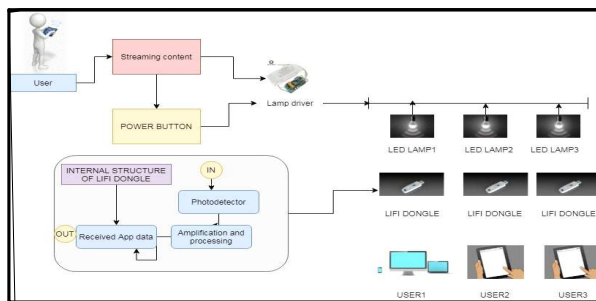 Streaming content
User
POWER BUTTON
Lamp driver
LED LAMP1
LED LAMP2
LED LAMP3
INTERNAL STRUCTURE
OF LIFI DONGLE
IN
Photodetector
OUT
Received App data
Amplification and
processing
LIFI DONGLE
LIFI DONGLE
LIFI DONGLE
USER1
USER2
USER3